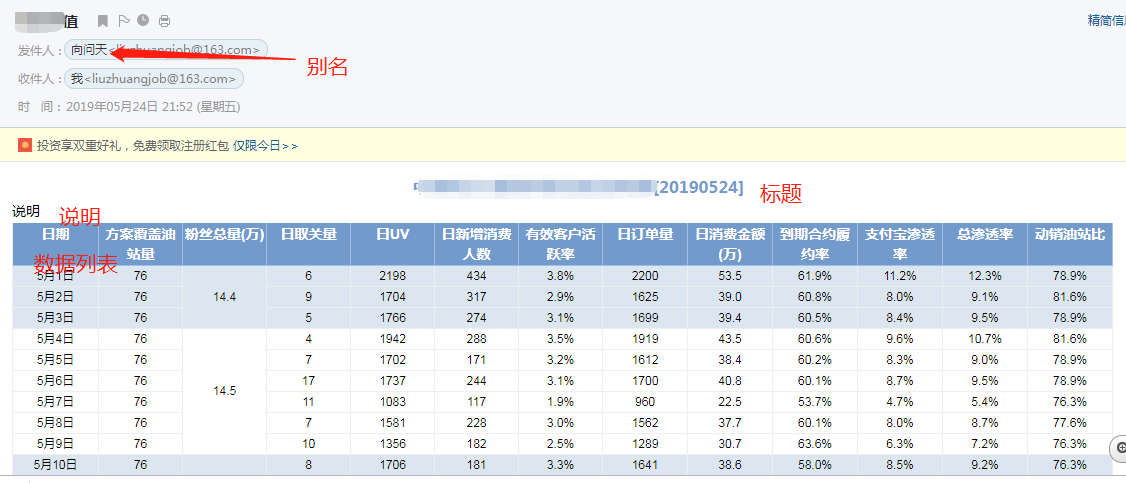 值
精简信
发件人：向问天<liuzhuangjob@163.com>
别名
收件人：我<liuzhuangjob@163.com>
时 间：2019年05月24日 21:52 (星期五)
投资享双重好礼，免费领取注册红包 仅限今日>>
[20190524]
标题
说明
说明
日期 方案覆盖油站量 粉丝总量(万) 日取关量 日UV 日新增消费人数 有效客户活跃率 日订单量 日消费金额(万) 到期合约履约率 支付宝渗透率 总渗透率 动销油站比
数据列表
5月1日 76 14.4 6 2198 434 3.8% 2200 53.5 61.9% 11.2% 12.3% 78.9%
5月2日 76 9 1704 317 2.9% 1625 39.0 60.8% 8.0% 9.1% 81.6%
5月3日 76 5 1766 274 3.1% 1699 39.4 60.5% 8.4% 9.5% 78.9%
5月4日 76 14.5 4 1942 288 3.5% 1919 43.5 60.6% 9.6% 10.7% 81.6%
5月5日 76 7 1702 171 3.2% 1612 38.4 60.2% 8.3% 9.0% 78.9%
5月6日 76 17 1737 244 3.1% 1700 40.8 60.1% 8.7% 9.5% 78.9%
5月7日 76 11 1083 117 1.9% 960 22.5 53.7% 4.7% 5.4% 76.3%
5月8日 76 7 1581 228 3.0% 1562 37.7 60.1% 8.0% 8.7% 77.6%
5月9日 76 10 1356 182 2.5% 1289 30.7 63.6% 6.3% 7.2% 76.3%
5月10日 76 8 1706 181 3.3% 1641 38.6 58.0% 8.5% 9.2% 76.3%